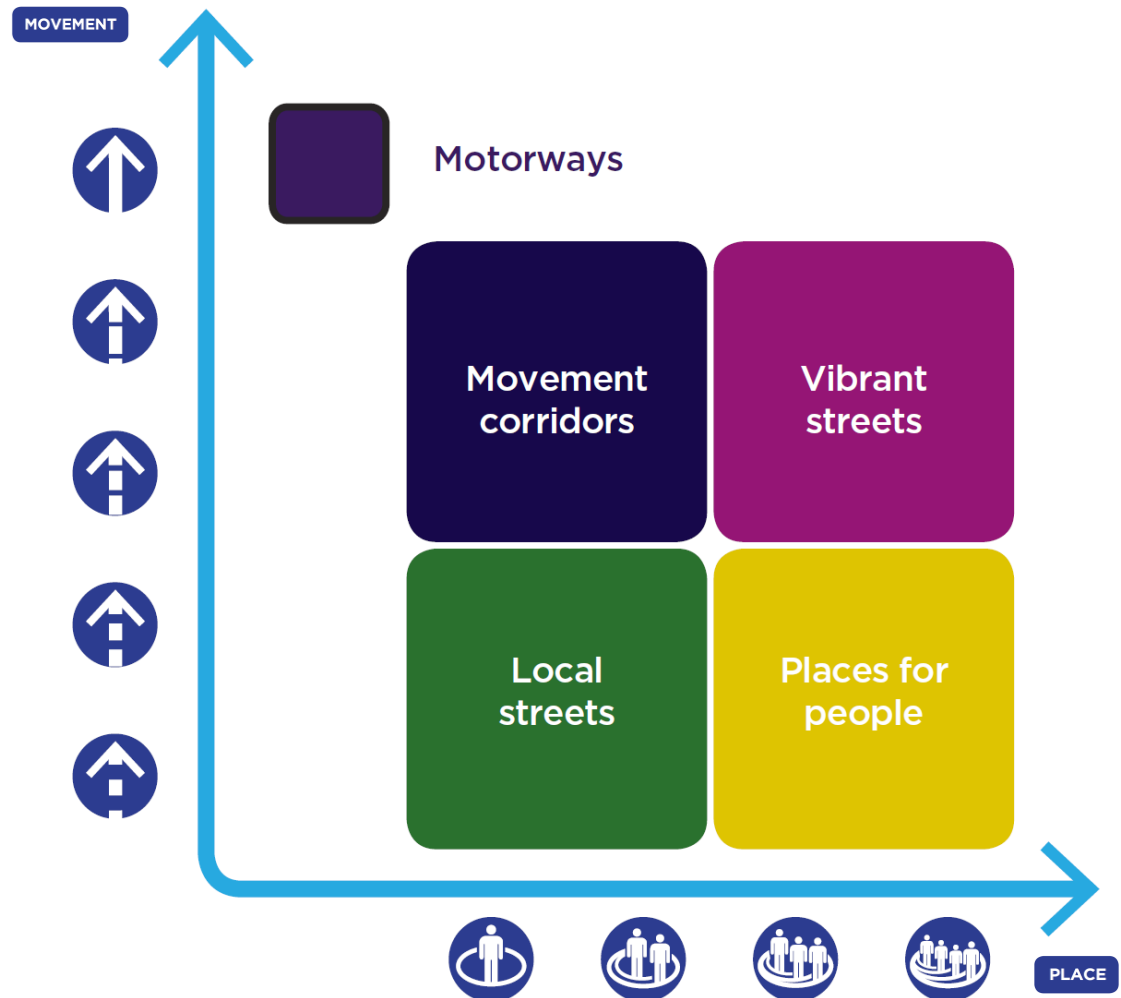 MOVEMENT
Motorways
Movement
corridors
Vibrant
streets
Local
streets
Places for
people
PLACE